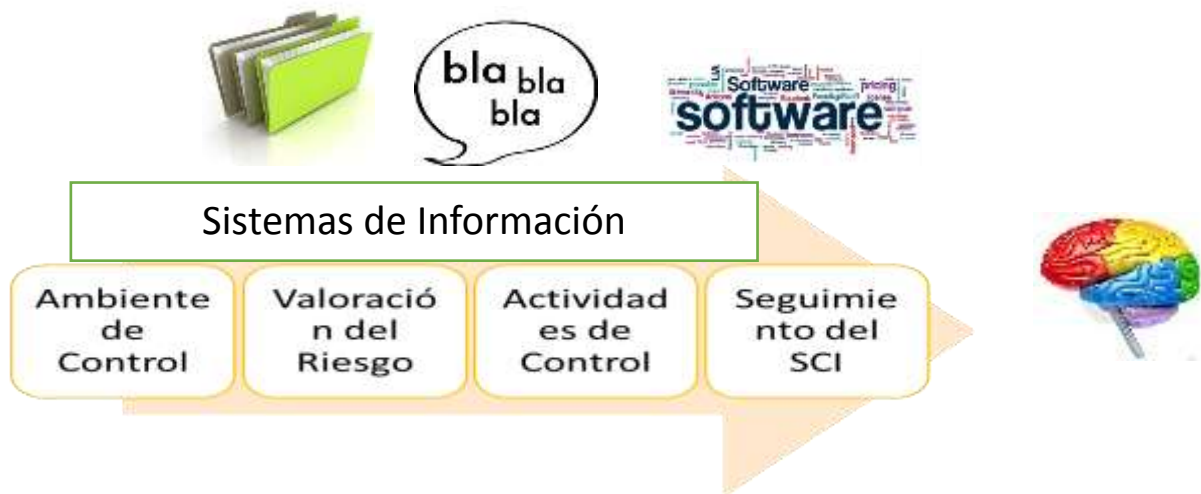 bla bla
bla
Software
pricing
software
Sistemas de Información
Ambiente
de
Control
Valoració
n del
Riesgo
Actividad
es de
Control
Seguimie
nto del
SCI